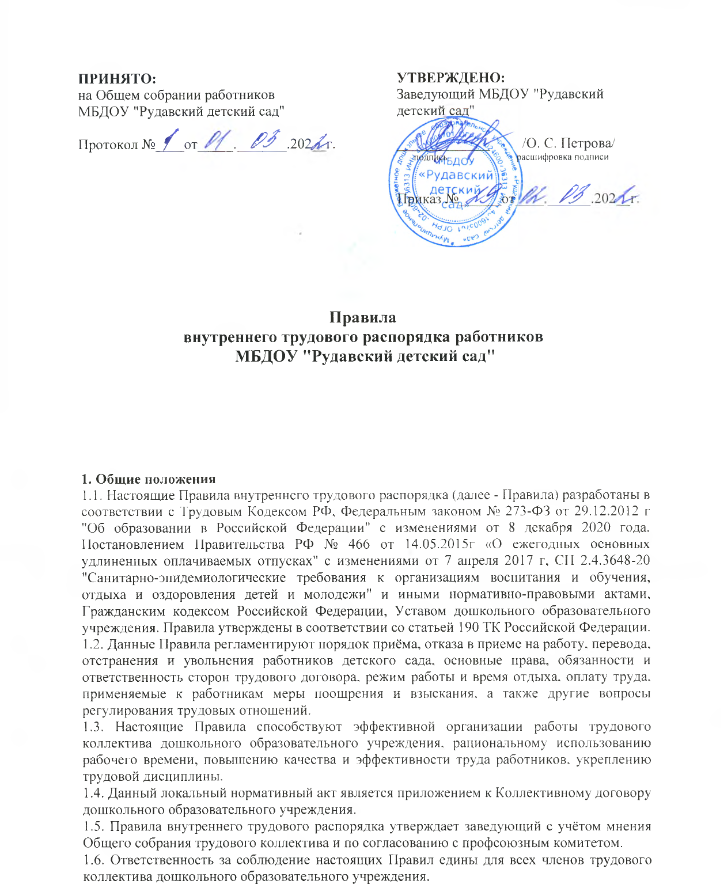 ПРИНЯТО:
на Общем собрании работников
МБДОУ "Рудавский детский сад"
Протокол № 1 от 01 . 03 .2022г.
УТВЕРЖДЕНО:
Заведующий МБДОУ "Рудавский
детский сад"
/О. С. Петрова/
подпись расшифровка подписи
МБДОУ
«Рудавский
детский
сад»
Приказ № 29 от 02. 03 .2022г.
Правила
внутреннего трудового распорядка работников
МБДОУ "Рудавский детский сад"
1. Общие положения
1.1. Настоящие Правила внутреннего трудового распорядка (далее - Правила) разработаны в
соответствии с Трудовым Кодексом РФ, Федеральным законом № 273-ФЗ от 29.12.2012 г
"Об образовании в Российской Федерации" с изменениями от 8 декабря 2020 года.
Постановлением Правительства РФ № 466 от 14.05.2015г «О ежегодных основных
удлиненных оплачиваемых отпусках" с изменениями от 7 апреля 2017 г, СП 2.4.3648-20
"Санитарно-эпидемиологические требования к организациям воспитания и обучения,
отдыха и оздоровления детей и молодежи" и иными нормативно-правовыми актами,
Гражданским кодексом Российской Федерации, Уставом дошкольного образовательного
учреждения. Правила утверждены в соответствии со статьей 190 ТК Российской Федерации.
1.2. Данные Правила регламентируют порядок приёма, отказа в приеме на работу, перевода,
отстранения и увольнения работников детского сада, основные права, обязанности и
ответственность сторон трудового договора, режим работы и время отдыха, оплату труда,
применяемые к работникам меры поощрения и взыскания, а также другие вопросы
регулирования трудовых отношений.
1.3. Настоящие Правила способствуют эффективной организации работы трудового
коллектива дошкольного образовательного учреждения, рациональному использованию
рабочего времени, повышению качества и эффективности труда работников, укреплению
трудовой дисциплины.
1.4. Данный локальный нормативный акт является приложением к Коллективному договору
дошкольного образовательного учреждения.
1.5. Правила внутреннего трудового распорядка утверждает заведующий с учётом мнения
Общего собрания трудового коллектива и по согласованию с профсоюзным комитетом.
1.6. Ответственность за соблюдение настоящих Правил едины для всех членов трудового
коллектива дошкольного образовательного учреждения.